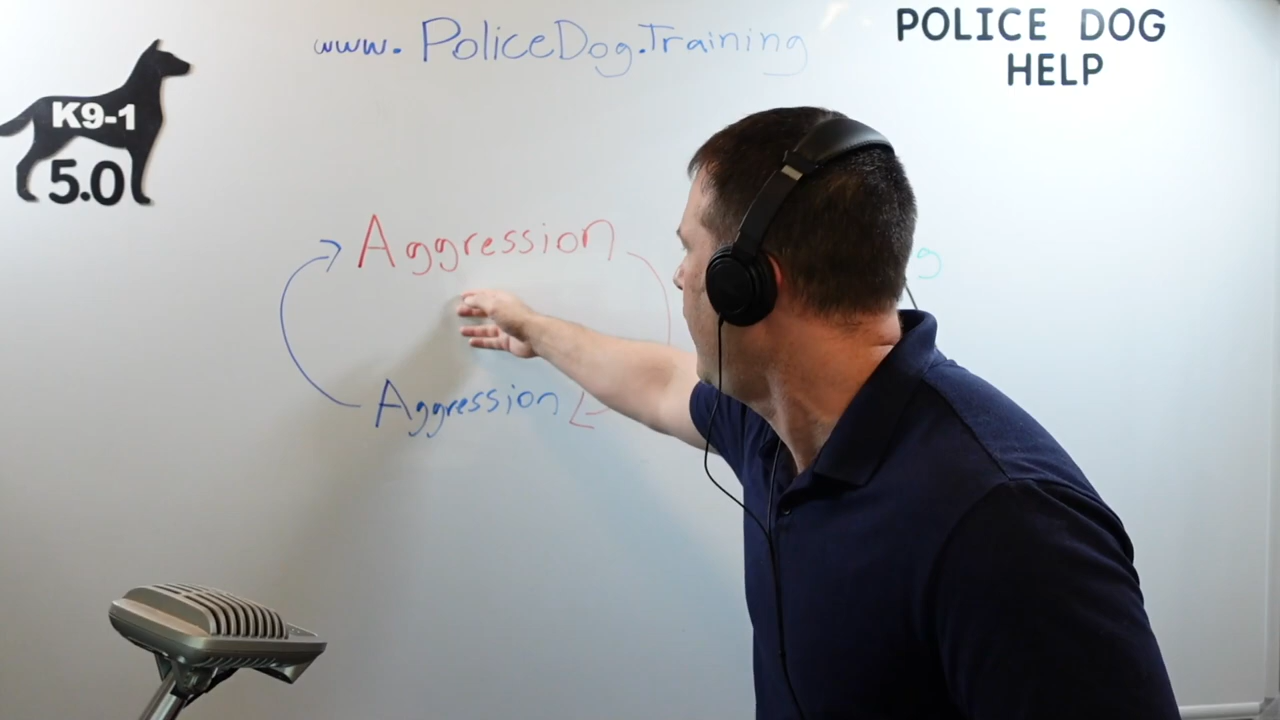 www.PoliceDog.Training
POLICE DOG
HELP
K9-1
5.0
Aggression
Aggression